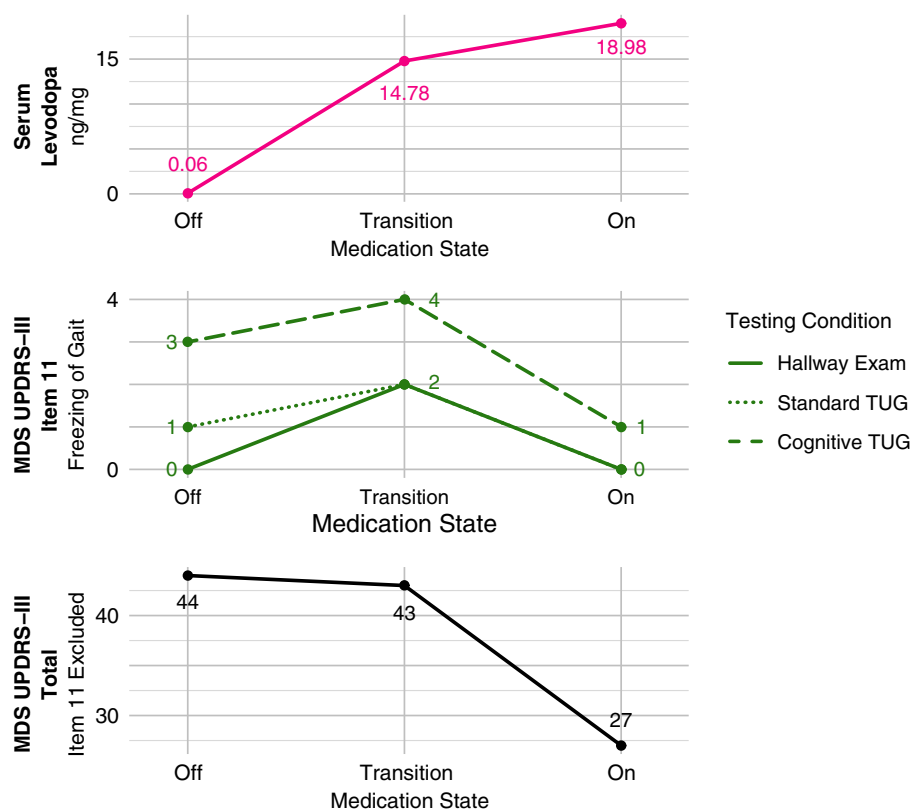 Serum
Levodopa
ng/mg
15
0
0.06
14.78
18.98
Off Transition On
Medication State
MDS UPDRS–III
Item 11
Freezing of Gait
4
0
3
4
1
2
1
0
0
Off Transition On
Medication State
Testing Condition
Hallway Exam
Standard TUG
Cognitive TUG
MDS UPDRS–III
Total
Item 11 Excluded
40
30
44
43
27
Off Transition On
Medication State